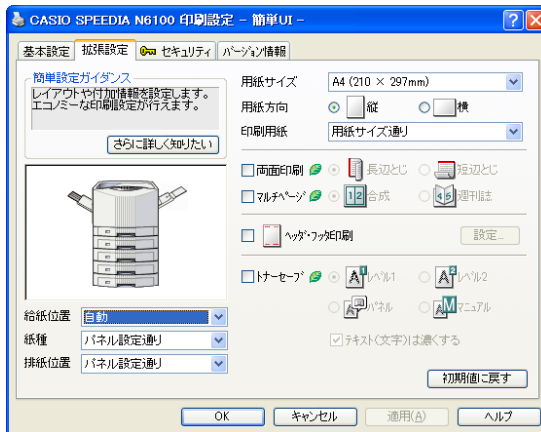 CASIO SPEEDIA N6100 印刷設定 - 簡単UI -
基本設定 拡張設定 セキュリティ バージョン情報
簡単設定ガイダンス
レイアウトや付加情報を設定します。
エコノミーな印刷設定が行えます。
さらに詳しく知りたい
用紙サイズ A4 (210 × 297mm)
用紙方向 縦 横
印刷用紙 用紙サイズ通り
両面印刷 長辺とじ 短辺とじ
マルチページ 1 2 合成 4 5 週刊誌
ヘッダ・フッタ印刷 設定...
トナーセーブ A1 レベル1 A2 レベル2
A パネル AM マニュアル
テキスト(文字)は濃くする
給紙位置 自動
紙種 パネル設定通り
排紙位置 パネル設定通り
初期値に戻す
OK キャンセル 適用(A) ヘルプ